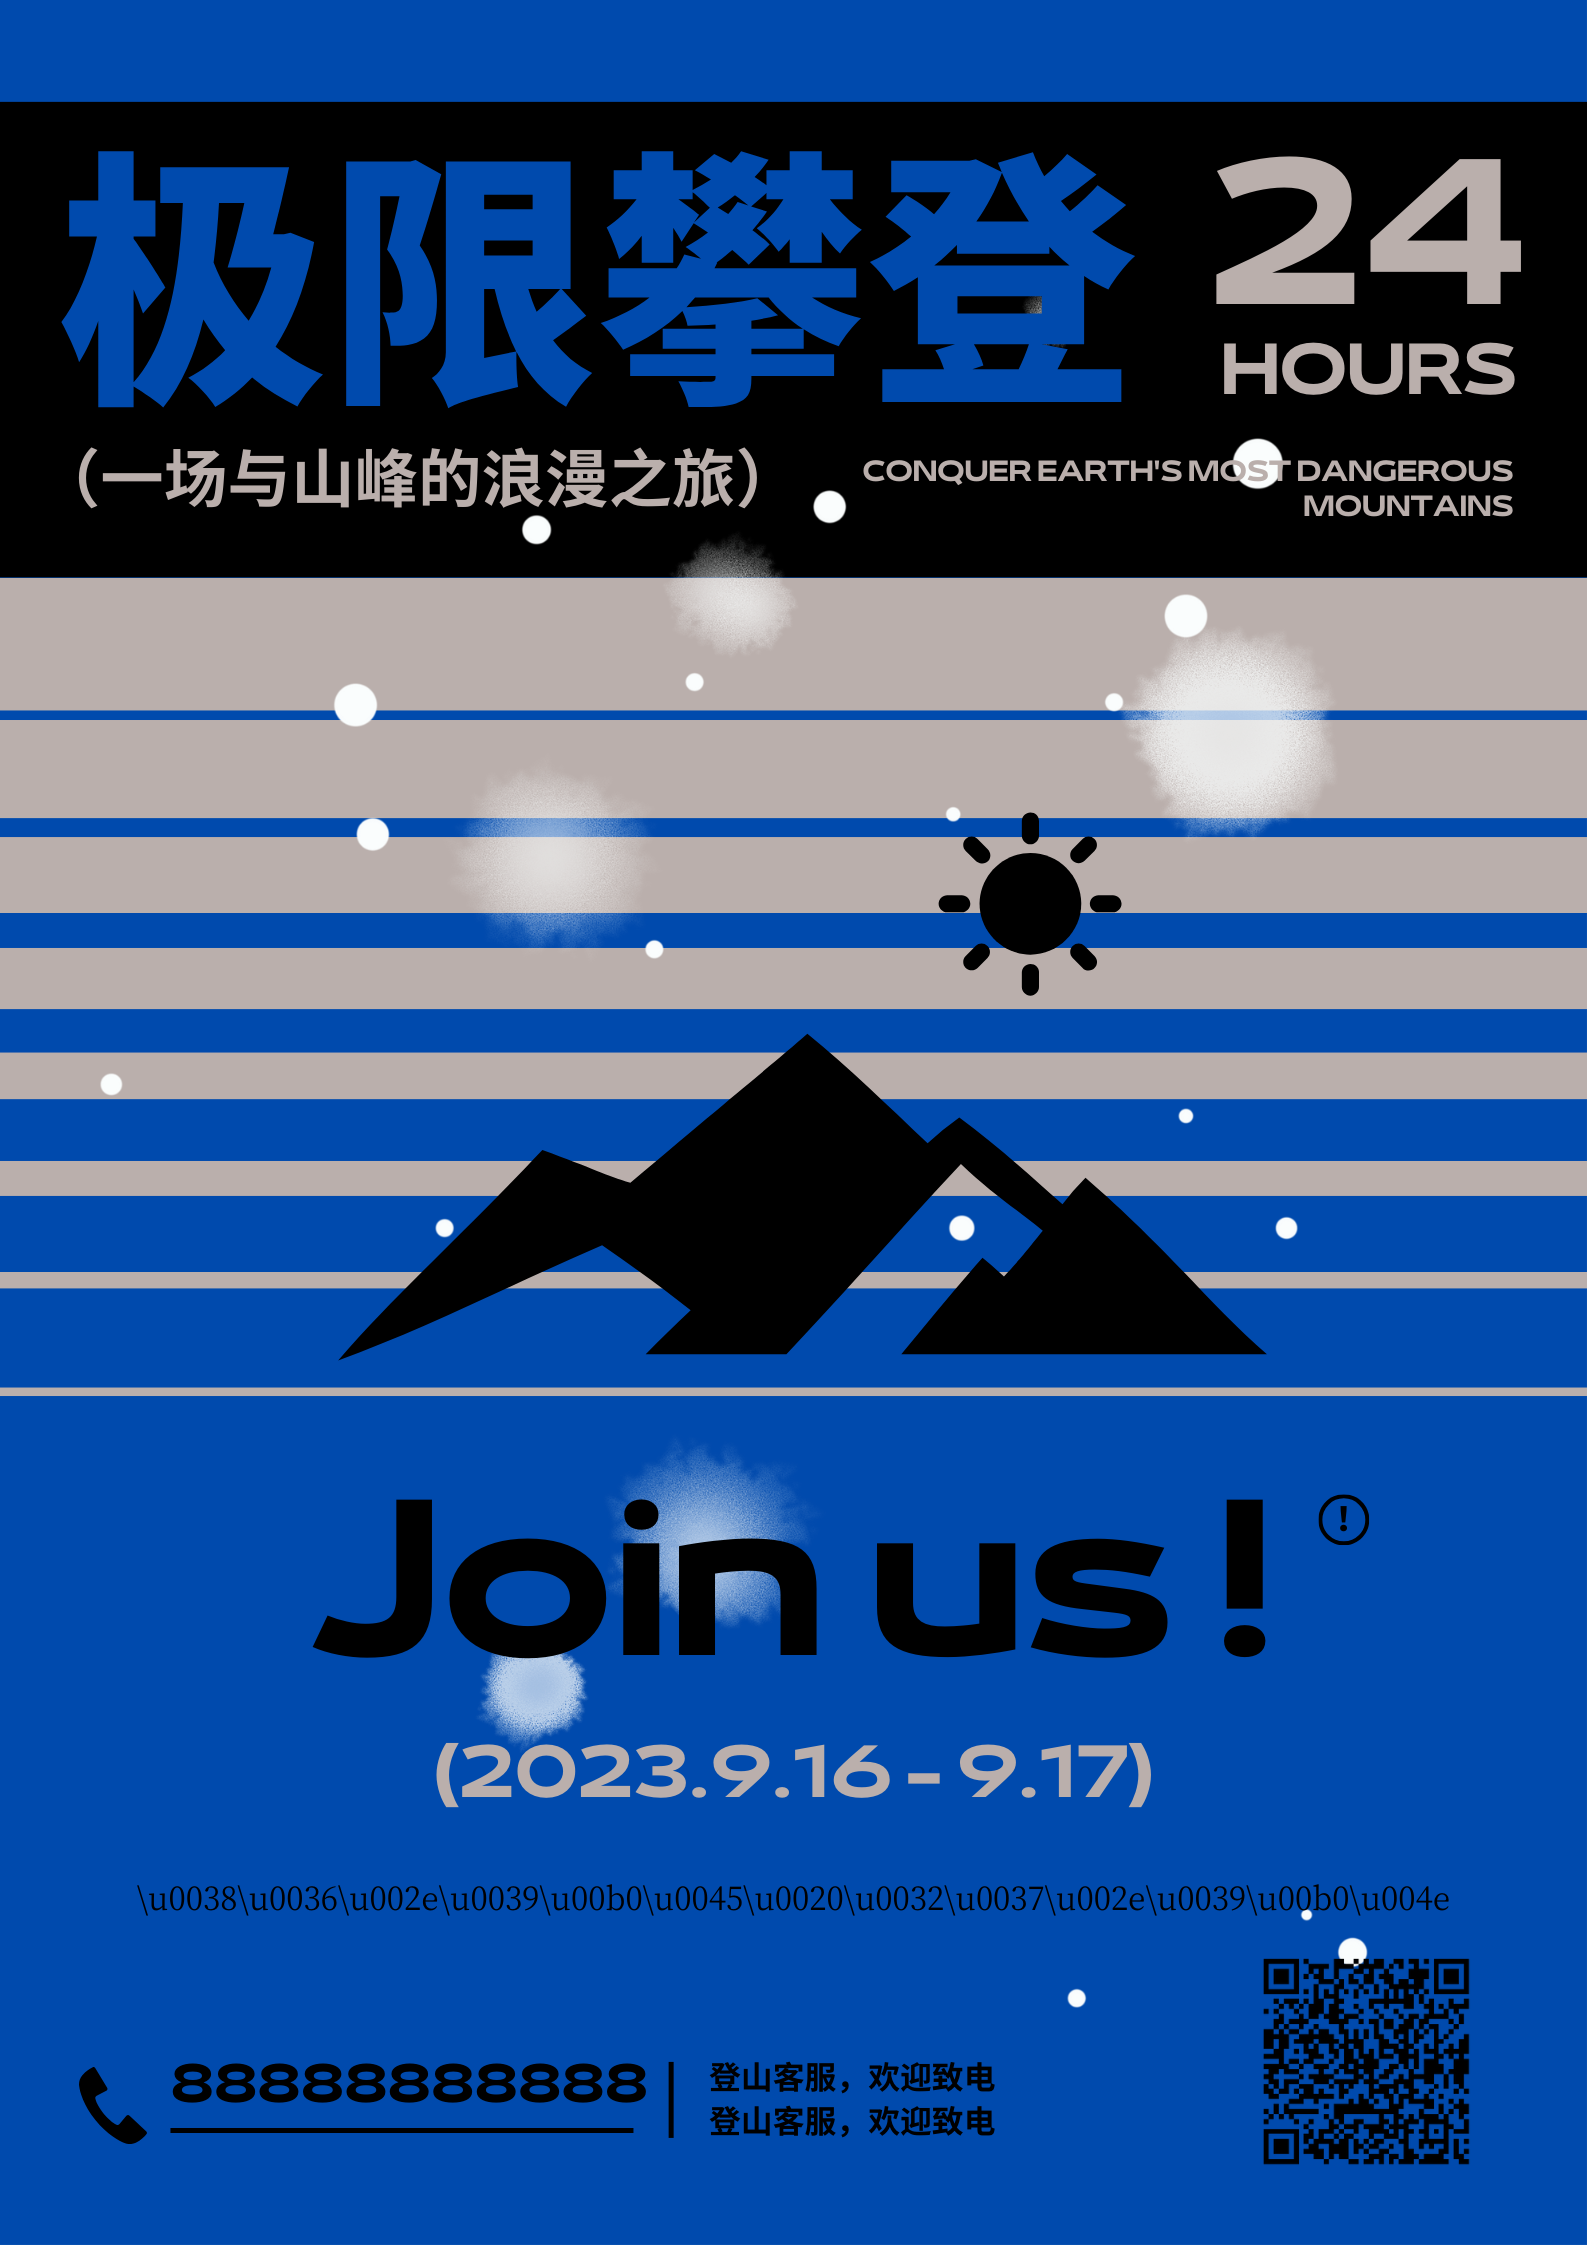 极限攀登
24
HOURS
（一场与山峰的浪漫之旅）
CONQUER EARTH'S MOST DANGEROUS
MOUNTAINS
Join us !
!
(2023.9.16 - 9.17)
\u0038\u0036\u002e\u0039\u00b0\u0045\u0020\u0032\u0037\u002e\u0039\u00b0\u004e
88888888888
登山客服，欢迎致电
登山客服，欢迎致电